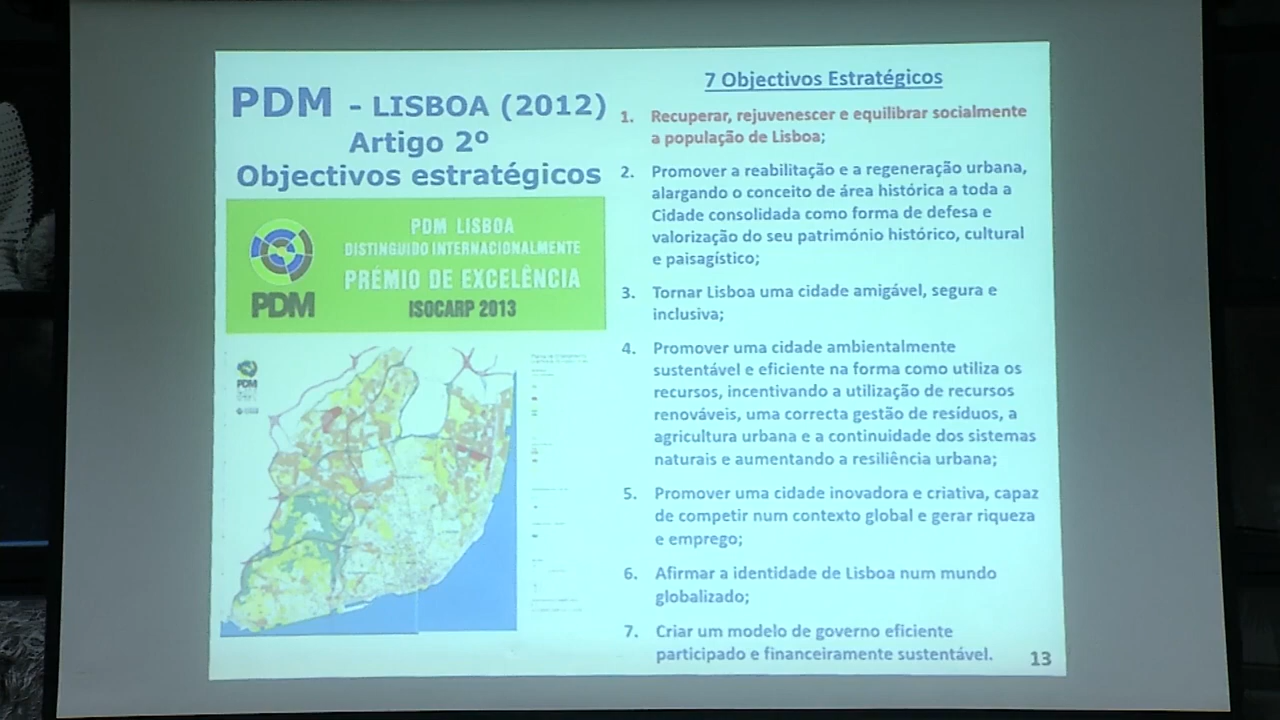 PDM - LISBOA (2012)
Artigo 2º
Objectivos estratégicos
PDM LISBOA
DISTINGUIDO INTERNACIONALMENTE
PRÉMIO DE EXCELÊNCIA
ISOCARP 2013
PDM
PDM
7 Objectivos Estratégicos
1. Recuperar, rejuvenescer e equilibrar socialmente
a população de Lisboa;
2. Promover a reabilitação e a regeneração urbana,
alargando o conceito de área histórica a toda a
Cidade consolidada como forma de defesa e
valorização do seu património histórico, cultural
e paisagístico;
3. Tornar Lisboa uma cidade amigável, segura e
inclusiva;
4. Promover uma cidade ambientalmente
sustentável e eficiente na forma como utiliza os
recursos, incentivando a utilização de recursos
renováveis, uma correcta gestão de resíduos, a
agricultura urbana e a continuidade dos sistemas
naturais e aumentando a resiliência urbana;
5. Promover uma cidade inovadora e criativa, capaz
de competir num contexto global e gerar riqueza
e emprego;
6. Afirmar a identidade de Lisboa num mundo
globalizado;
7. Criar um modelo de governo eficiente
participado e financeiramente sustentável.
13